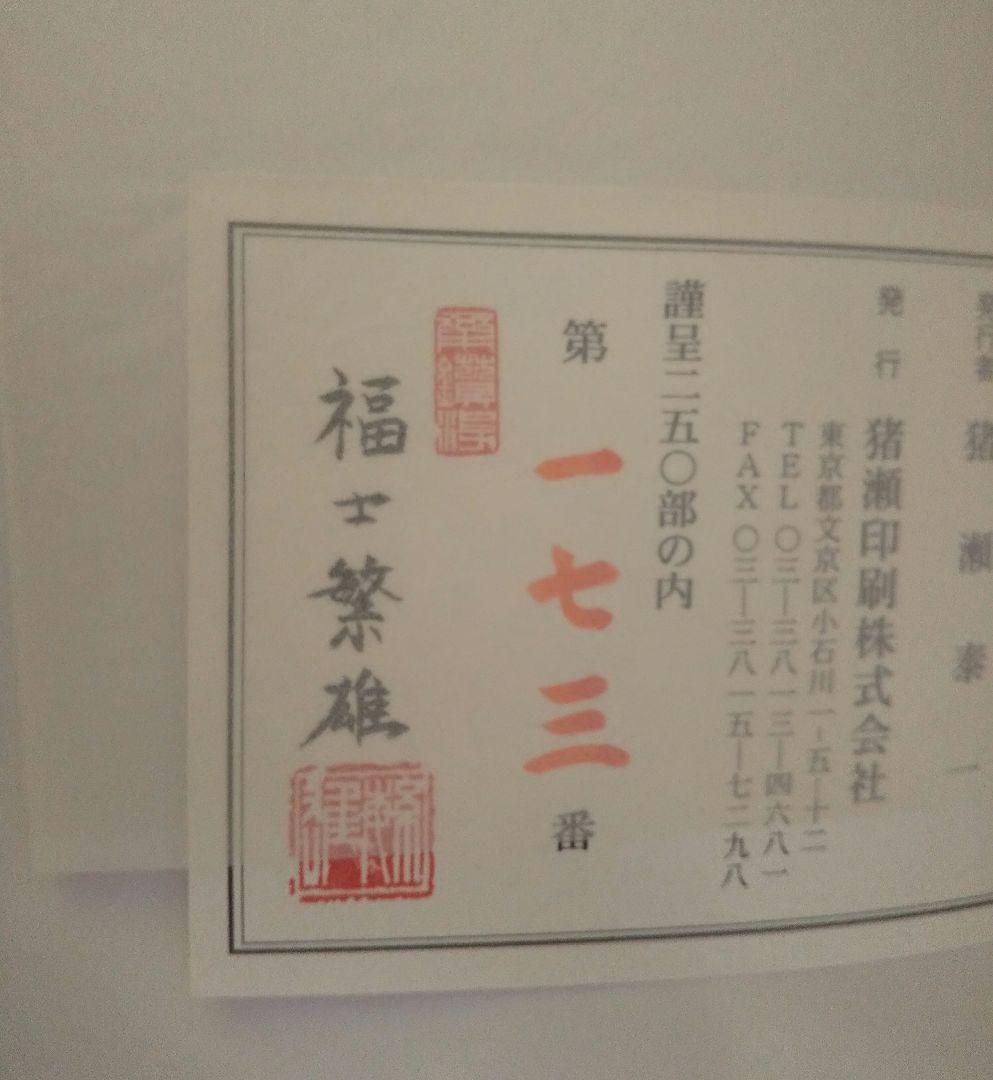 発行者 猪瀬泰一
発行 猪瀬印刷株式会社
東京都文京区小石川一-五-十二
TEL 〇三-三八一三-四六八一
FAX 〇三-三八一五-七二九八
謹呈二五〇部の内
第一七三番
福士繁雄